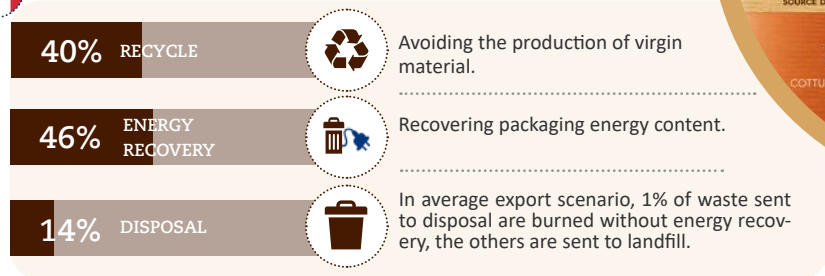 SOURCE D
40% RECYCLE
Avoiding the production of virgin
material.
COTTU
46% ENERGY
RECOVERY
Recovering packaging energy content.
14% DISPOSAL
In average export scenario, 1% of waste sent
to disposal are burned without energy recov-
ery, the others are sent to landfill.